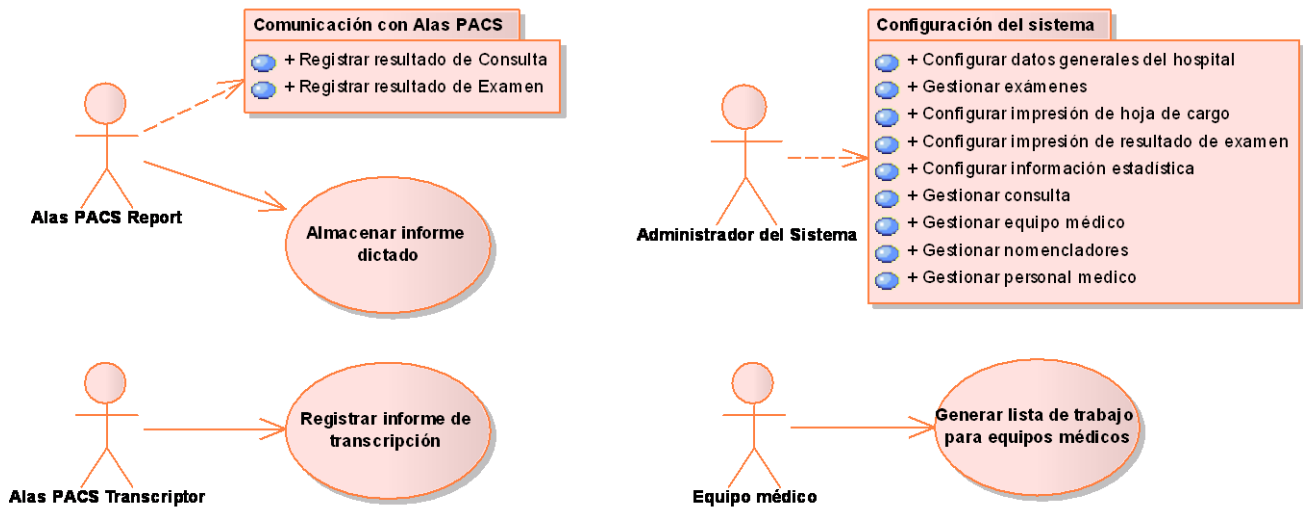 Comunicación con Alas PACS
+ Registrar resultado de Consulta
+ Registrar resultado de Examen
Alas PACS Report
Almacenar informe
dictado
Configuración del sistema
+ Configurar datos generales del hospital
+ Gestionar exámenes
+ Configurar impresión de hoja de cargo
+ Configurar impresión de resultado de examen
+ Configurar información estadística
+ Gestionar consulta
+ Gestionar equipo médico
+ Gestionar nomencladores
+ Gestionar personal medico
Administrador del Sistema
Registrar informe de
transcripción
Alas PACS Transcriptor
Generar lista de trabajo
para equipos médicos
Equipo médico